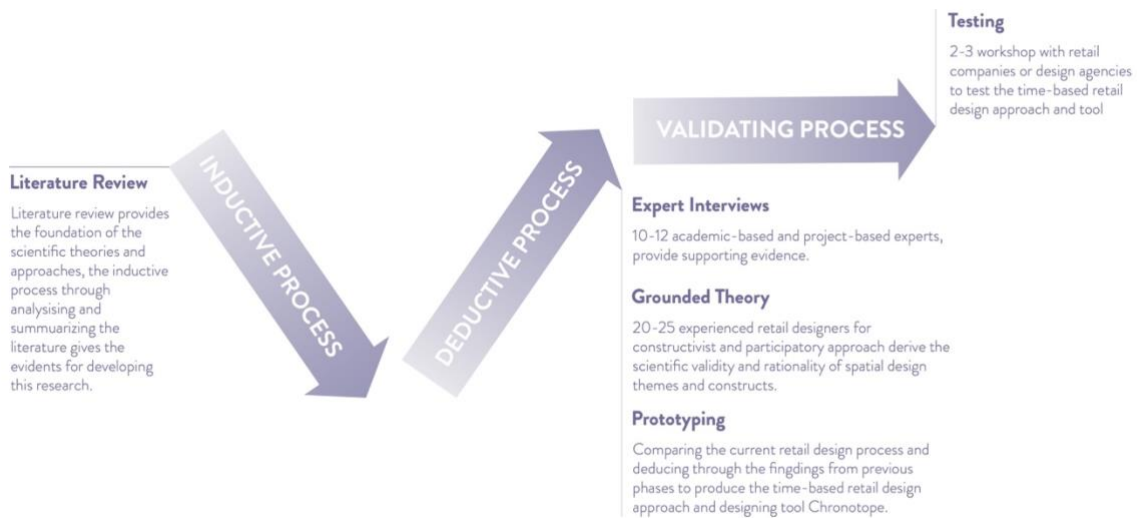 Literature Review
Literature review provides
the foundation of the
scientific theories and
approaches, the inductive
process through
analysising and
summuarizing the
literature gives the
evidents for developing
this research.
INDUCTIVE PROCESS
DEDUCTIVE PROCESS
VALIDATING PROCESS
Expert Interviews
10-12 academic-based and project-based experts,
provide supporting evidence.
Grounded Theory
20-25 experienced retail designers for
constructivist and participatory approach derive the
scientific validity and rationality of spatial design
themes and constructs.
Prototyping
Comparing the current retail design process and
deducing through the fingdings from previous
phases to produce the time-based retail design
approach and designing tool Chronotope.
Testing
2-3 workshop with retail
companies or design agencies
to test the time-based retail
design approach and tool